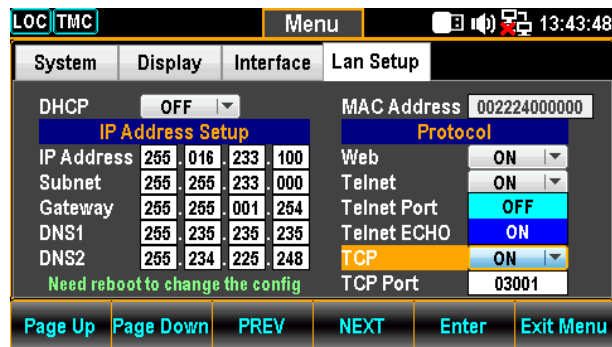 LOC TMC Menu 13:43:48
System Display Interface Lan Setup
DHCP OFF MAC Address 002224000000
IP Address Setup Protocol
IP Address 255 . 016 . 233 . 100 Web ON
Subnet 255 . 255 . 233 . 000 Telnet ON
Gateway 255 . 255 . 001 . 254 Telnet Port OFF
DNS1 255 . 235 . 235 . 235 Telnet ECHO ON
DNS2 255 . 234 . 225 . 248 TCP ON
Need reboot to change the config TCP Port 03001
Page Up Page Down PREV NEXT Enter Exit Menu